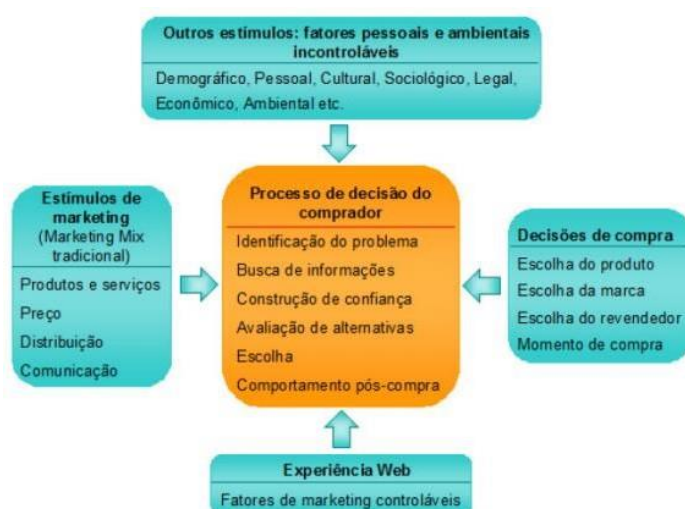 Outros estímulos: fatores pessoais e ambientais
incontroláveis
Demográfico, Pessoal, Cultural, Sociológico, Legal,
Econômico, Ambiental etc.
Estímulos de
marketing
(Marketing Mix
tradicional)
Produtos e serviços
Preço
Distribuição
Comunicação
Processo de decisão do
comprador
Identificação do problema
Busca de informações
Construção de confiança
Avaliação de alternativas
Escolha
Comportamento pós-compra
Decisões de compra
Escolha do produto
Escolha da marca
Escolha do revendedor
Momento de compra
Experiência Web
Fatores de marketing controláveis